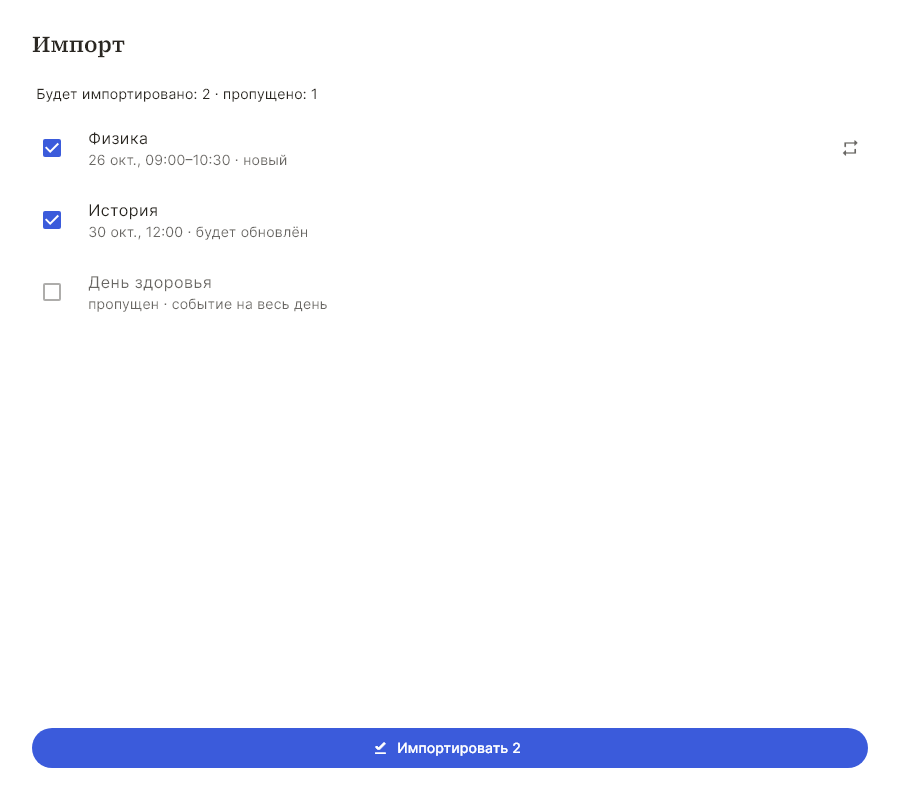 Импорт
Будет импортировано: 2 · пропущено: 1
Физика
26 окт., 09:00–10:30 · новый
История
30 окт., 12:00 · будет обновлён
День здоровья
пропущен · событие на весь день
Импортировать 2